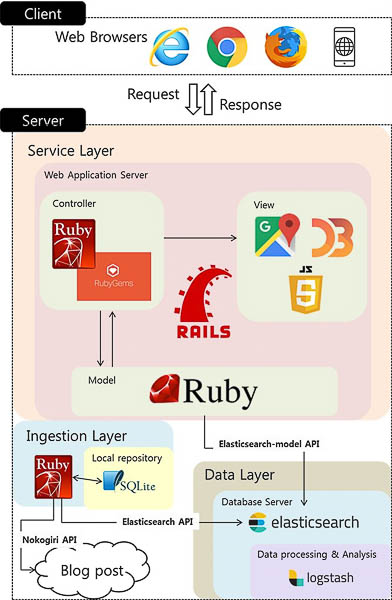 Client
Web Browsers
Request
Response
Server
Service Layer
Web Application Server
Controller
Ruby
RubyGems
View
D3
JS
RAILS
Model
Ruby
Elasticsearch-model API
Ingestion Layer
Local repository
Ruby
SQLite
Elasticsearch API
Nokogiri API
Blog post
Data Layer
Database Server
elasticsearch
Data processing & Analysis
logstash